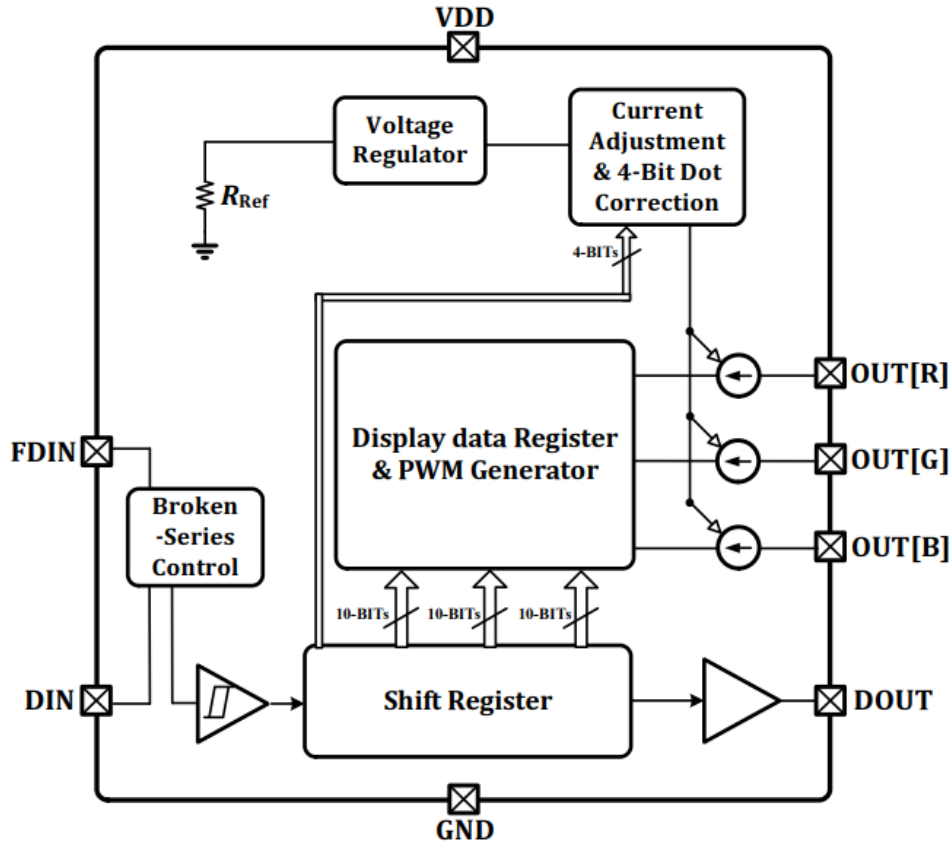 VDD
Voltage
Regulator
Current
Adjustment
& 4-Bit Dot
Correction
RRef
4-BITs
OUT[R]
Display data Register
& PWM Generator
FDIN
OUT[G]
Broken
-Series
Control
OUT[B]
10-BITs
10-BITs
10-BITs
DIN
Shift Register
DOUT
GND